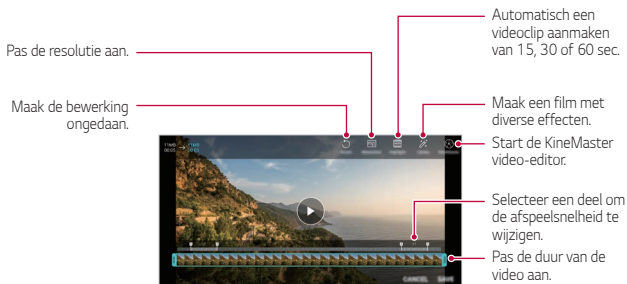 Automatisch een
videoclip aanmaken
van 15, 30 of 60 sec.
Pas de resolutie aan.
Maak de bewerking
ongedaan.
Maak een film met
diverse effecten.
Start de KineMaster
video-editor.
Selecteer een deel om
de afspeelsnelheid te
wijzigen.
Pas de duur van de
video aan.
CANCEL SAVE